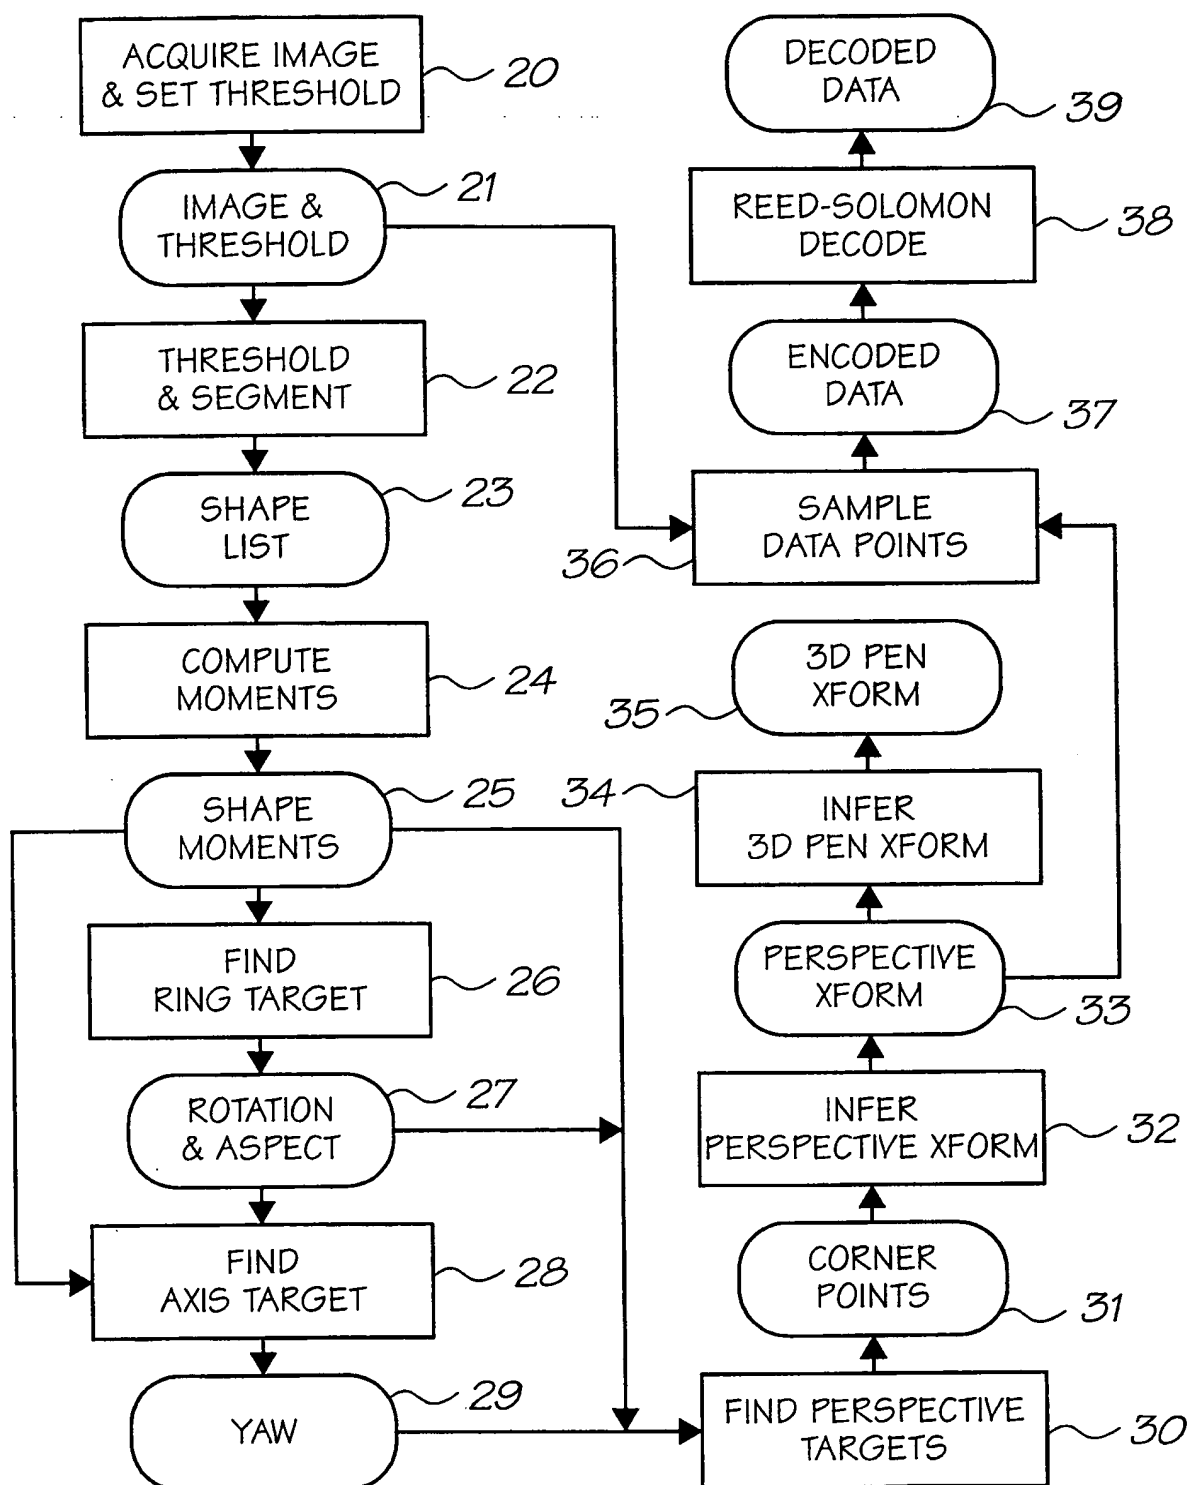 ACQUIRE IMAGE
& SET THRESHOLD
20
IMAGE &
THRESHOLD
21
THRESHOLD
& SEGMENT
22
SHAPE
LIST
23
COMPUTE
MOMENTS
24
SHAPE
MOMENTS
25
FIND
RING TARGET
26
ROTATION
& ASPECT
27
FIND
AXIS TARGET
28
YAW
29
FIND PERSPECTIVE
TARGETS
30
CORNER
POINTS
31
INFER
PERSPECTIVE XFORM
32
PERSPECTIVE
XFORM
33
INFER
3D PEN XFORM
34
3D PEN
XFORM
35
SAMPLE
DATA POINTS
36
ENCODED
DATA
37
REED-SOLOMON
DECODE
38
DECODED
DATA
39